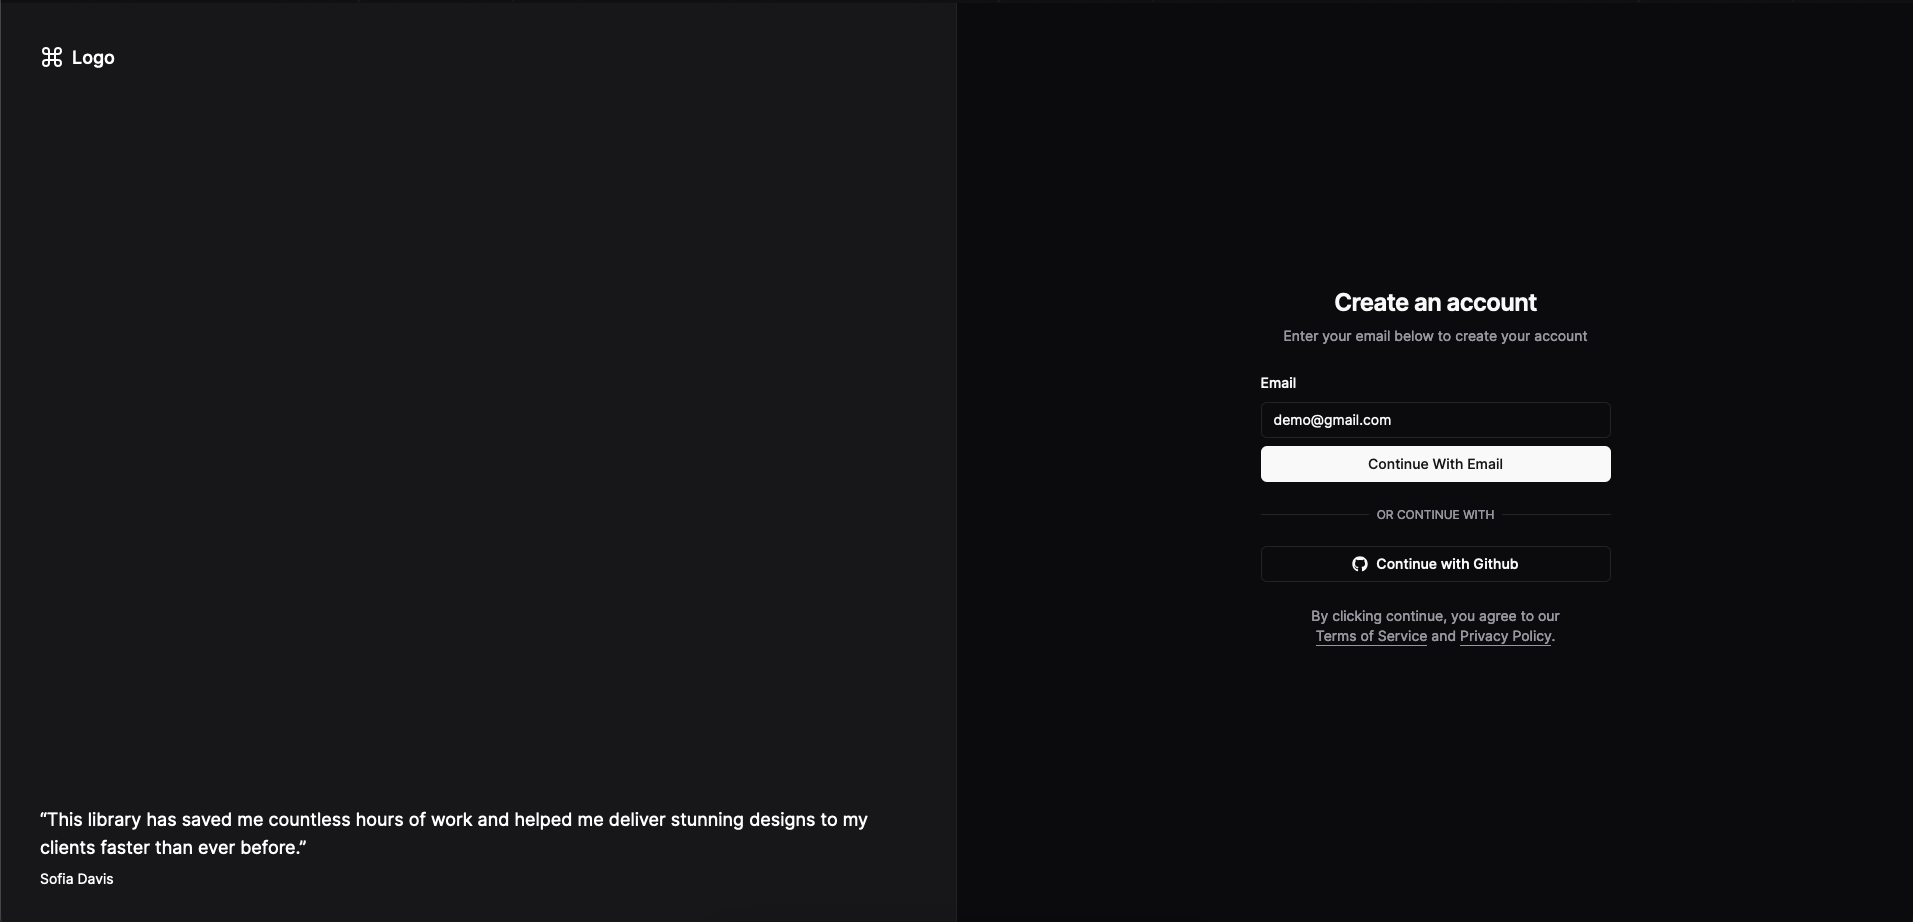 Logo
“This library has saved me countless hours of work and helped me deliver stunning designs to my
clients faster than ever before.”
Sofia Davis
Create an account
Enter your email below to create your account
Email
demo@gmail.com
Continue With Email
OR CONTINUE WITH
Continue with Github
By clicking continue, you agree to our
Terms of Service and Privacy Policy.